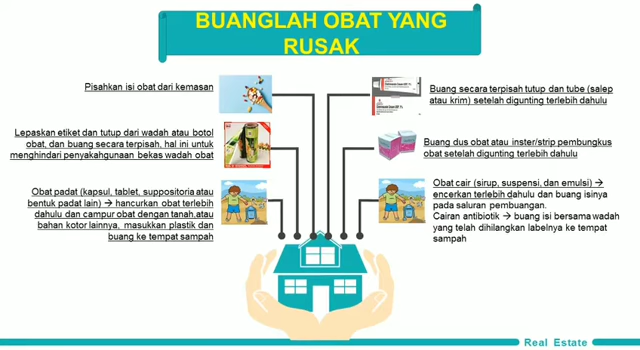 BUANGLAH OBAT YANG
RUSAK
Pisahkan isi obat dari kemasan
Lepaskan etiket dan tutup dari wadah atau botol
obat, dan buang secara terpisah, hal ini untuk
menghindari penyakahgunaan bekas wadah obat
Obat padat (kapsul, tablet, suppositoria atau
bentuk padat lain) → hancurkan obat terlebih
dahulu dan campur obat dengan tanah,atau
bahan kotor lainnya, masukkan plastik dan
buang ke tempat sampah
Buang secara terpisah tutup dan tube (salep
atau krim) setelah digunting terlebih dahulu
Buang dus obat atau inster/strip pembungkus
obat setelah digunting terlebih dahulu
Obat cair (sirup, suspensi, dan emulsi) →
encerkan terlebih dahulu dan buang isinya
pada saluran pembuangan.
Cairan antibiotik → buang isi bersama wadah
yang telah dihilangkan labelnya ke tempat
sampah
Real Estate